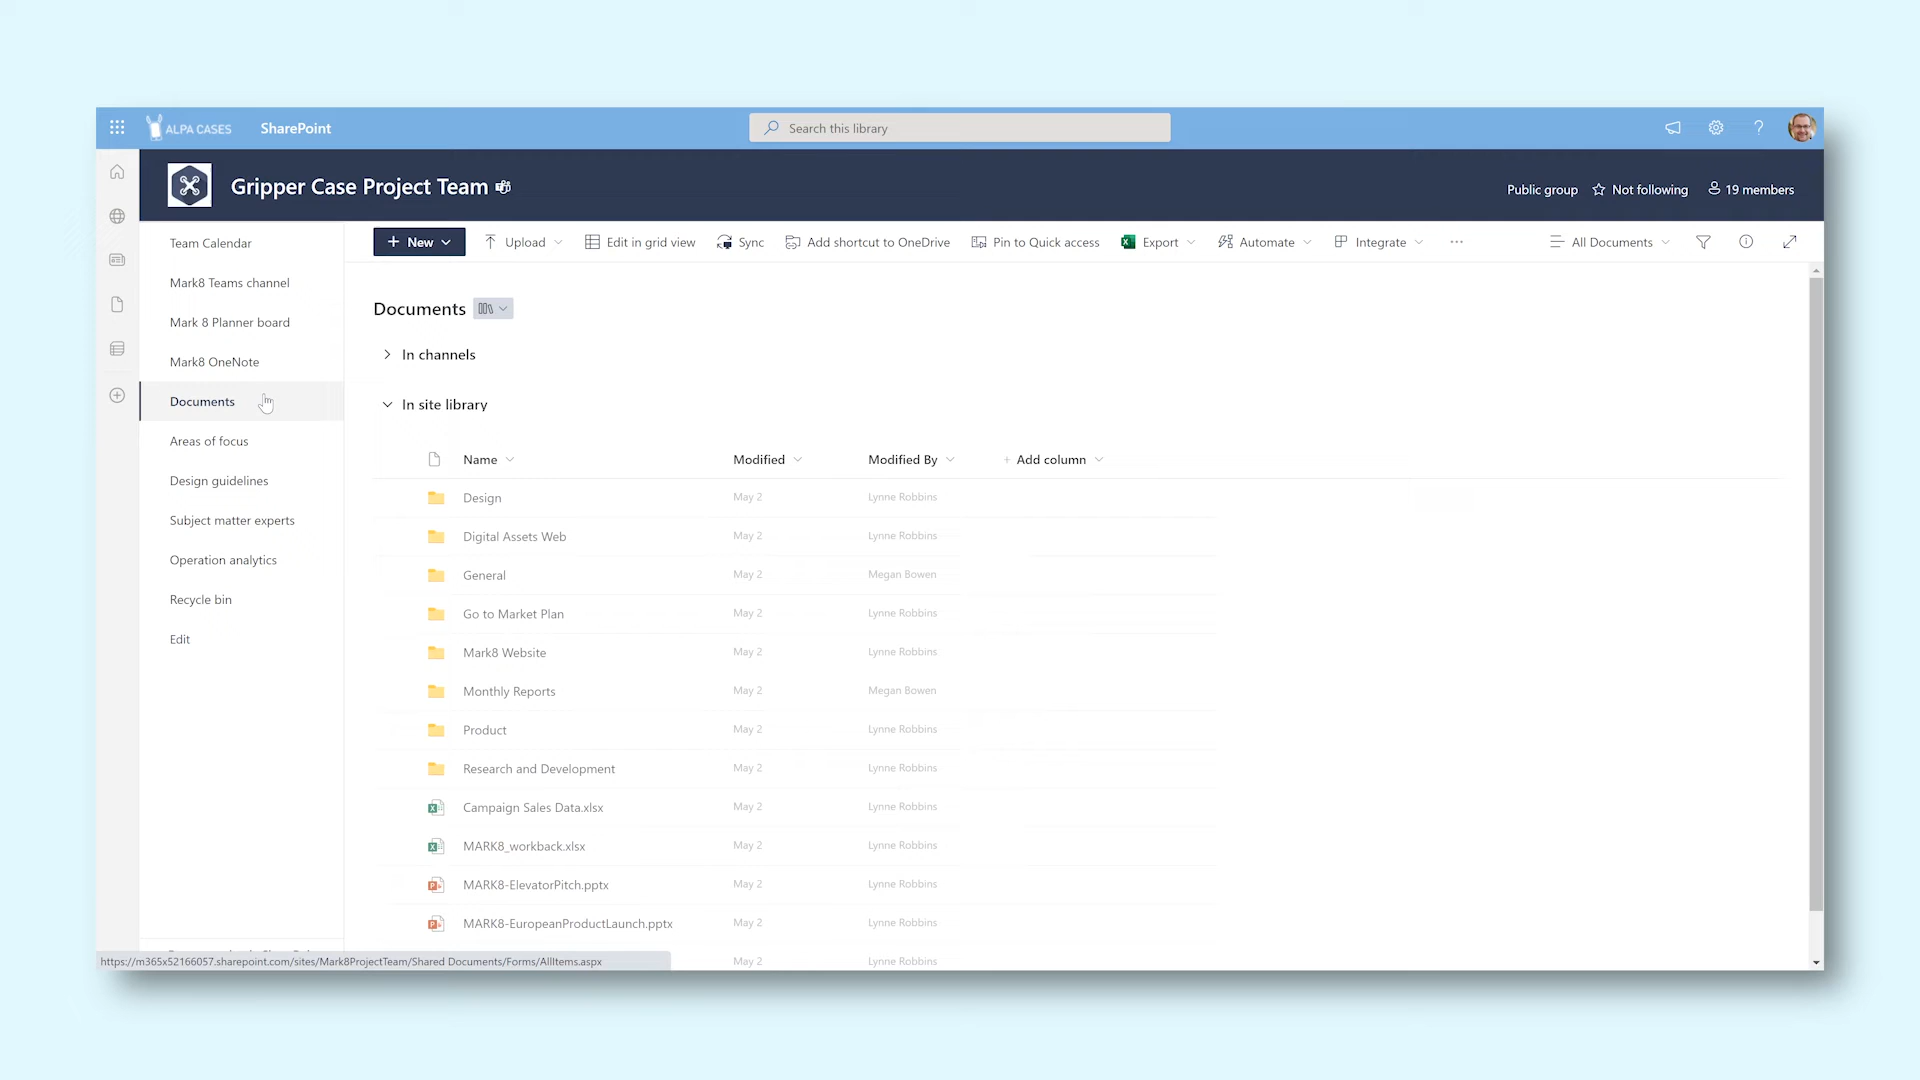 ALPA CASES SharePoint Search this library ?
Gripper Case Project Team Public group Not following 19 members
Team Calendar
Mark8 Teams channel
Mark 8 Planner board
Mark8 OneNote
Documents
Areas of focus
Design guidelines
Subject matter experts
Operation analytics
Recycle bin
Edit
+ New Upload Edit in grid view Sync Add shortcut to OneDrive Pin to Quick access Export Automate Integrate ... All Documents
Documents
In channels
In site library
Name Modified Modified By + Add column
Design May 2 Lynne Robbins
Digital Assets Web May 2 Lynne Robbins
General May 2 Megan Bowen
Go to Market Plan May 2 Lynne Robbins
Mark8 Website May 2 Lynne Robbins
Monthly Reports May 2 Megan Bowen
Product May 2 Lynne Robbins
Research and Development May 2 Lynne Robbins
Campaign Sales Data.xlsx May 2 Lynne Robbins
MARK8_workback.xlsx May 2 Lynne Robbins
MARK8-ElevatorPitch.pptx May 2 Lynne Robbins
MARK8-EuropeanProductLaunch.pptx May 2 Lynne Robbins
May 2 Lynne Robbins
https://m365x52166057.sharepoint.com/sites/Mark8ProjectTeam/Shared Documents/Forms/AllItems.aspx